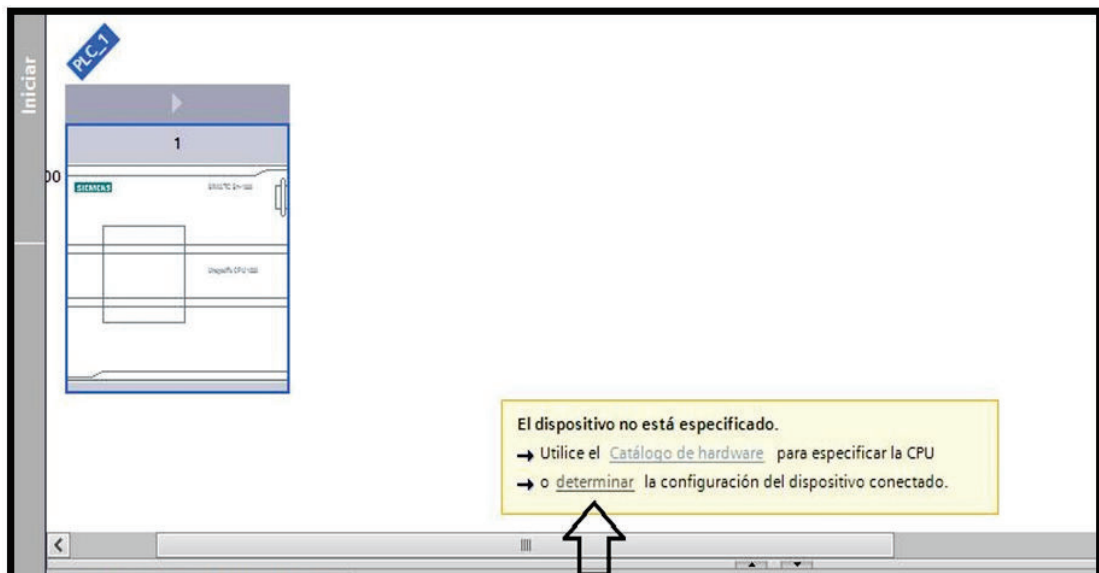 Iniciar
PLC_1
1
00
SIEMENS
El dispositivo no está especificado.
→ Utilice el Catálogo de hardware para especificar la CPU
→ o determinar la configuración del dispositivo conectado.